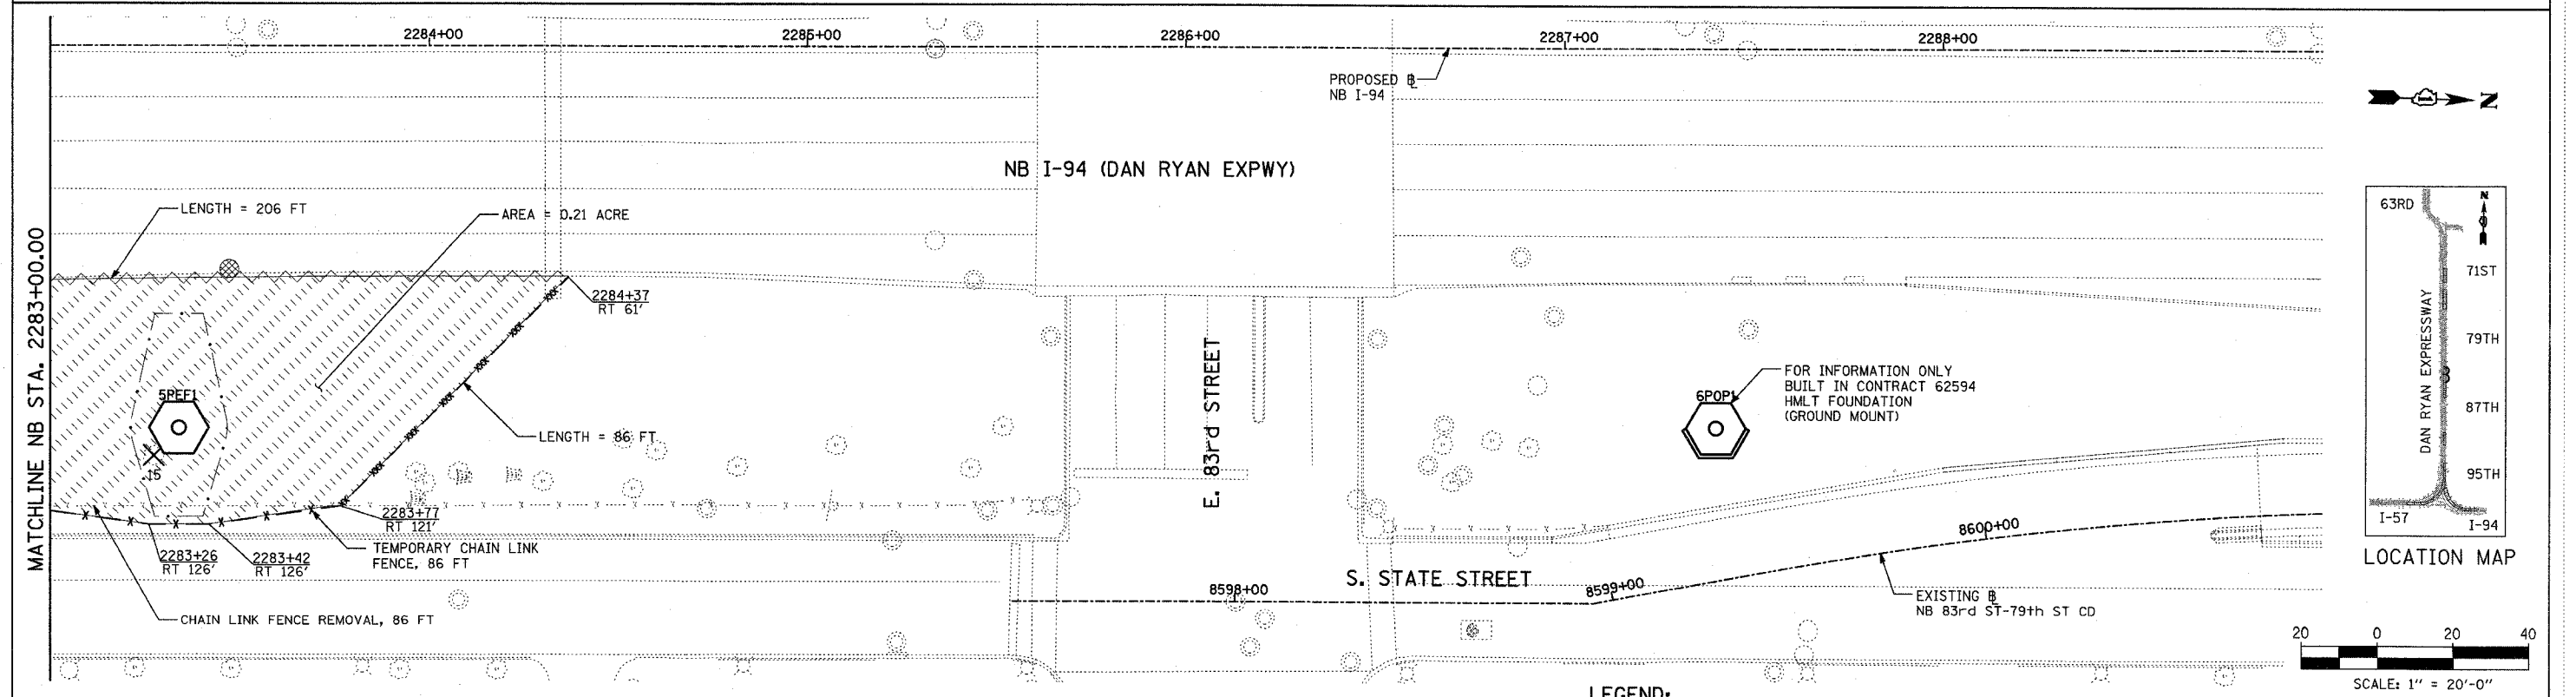 2284+00
2285+00
2286+00
2287+00
2288+00
PROPOSED
NB I-94
N
NB I-94 (DAN RYAN EXPWY)
LENGTH = 206 FT
AREA = 0.21 ACRE
MATCHLINE NB STA. 2283+00.00
2284+37
RT 61'
5PEF1
15
LENGTH = 86 FT
2283+77
RT 121'
2283+26
RT 126'
2283+42
RT 126'
TEMPORARY CHAIN LINK
FENCE, 86 FT
CHAIN LINK FENCE REMOVAL, 86 FT
E. 83rd STREET
6POP1
FOR INFORMATION ONLY
BUILT IN CONTRACT 62594
HMLT FOUNDATION
(GROUND MOUNT)
S. STATE STREET
8598+00
8599+00
8600+00
EXISTING
NB 83rd ST-79th ST CD
63RD
N
71ST
79TH
87TH
95TH
DAN RYAN EXPRESSWAY
I-57
I-94
LOCATION MAP
20 0 20 40
SCALE: 1" = 20'-0"
LEGEND: